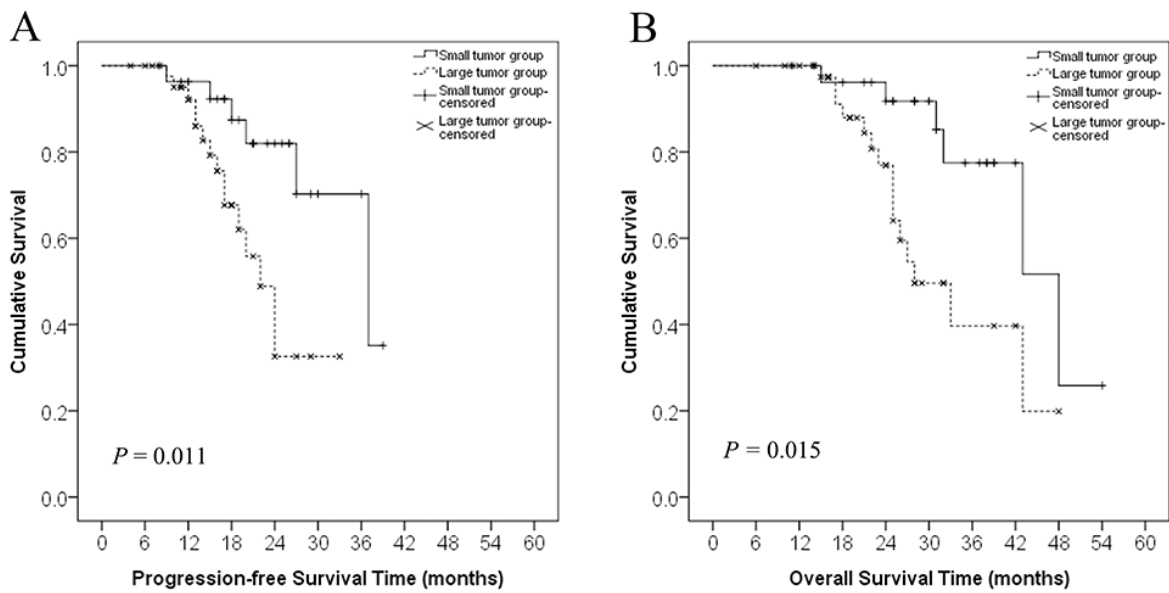 A
Small tumor group
Large tumor group
Small tumor group-
censored
Large tumor group-
censored
1.0
0.8
0.6
0.4
0.2
0.0
Cumulative Survival
P = 0.011
0 6 12 18 24 30 36 42 48 54 60
Progression-free Survival Time (months)
B
Small tumor group
Large tumor group
Small tumor group-
censored
Large tumor group-
censored
1.0
0.8
0.6
0.4
0.2
0.0
Cumulative Survival
P = 0.015
0 6 12 18 24 30 36 42 48 54 60
Overall Survival Time (months)